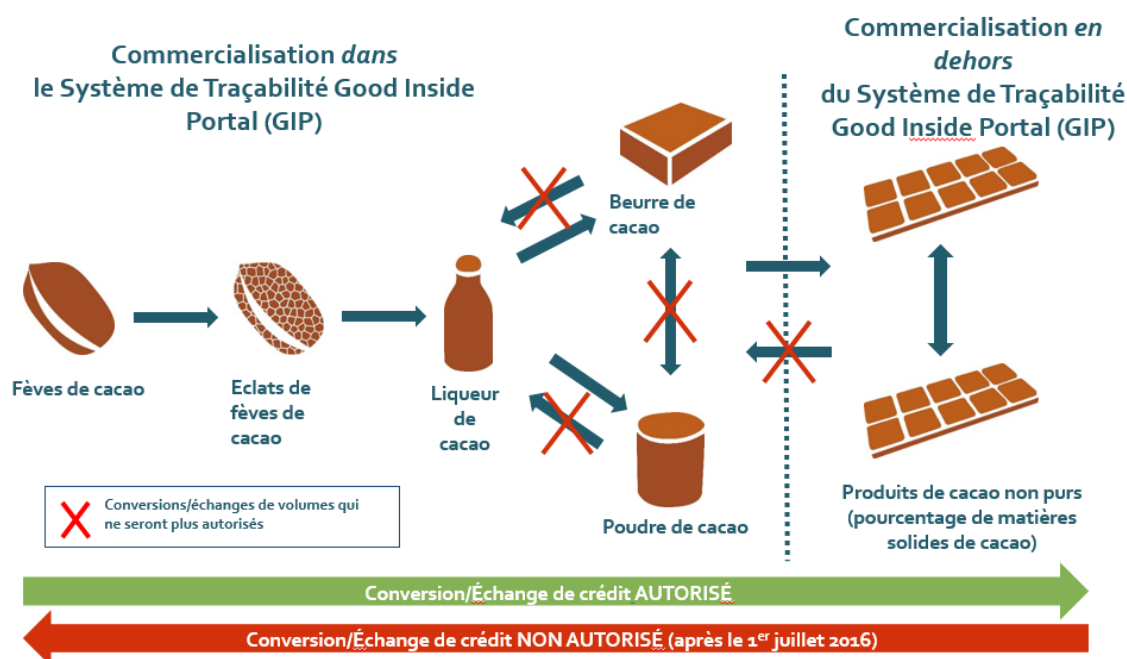 Commercialisation dans
le Système de Traçabilité Good Inside
Portal (GIP)
Commercialisation en
dehors
du Système de Traçabilité
Good Inside Portal (GIP)
Beurre de
cacao
Fèves de cacao
Eclats de
fèves de
cacao
Liqueur
de
cacao
Poudre de cacao
Produits de cacao non purs
(pourcentage de matières
solides de cacao)
Conversions/échanges de volumes qui
ne seront plus autorisés
Conversion/Échange de crédit AUTORISÉ
Conversion/Échange de crédit NON AUTORISÉ (après le 1er juillet 2016)